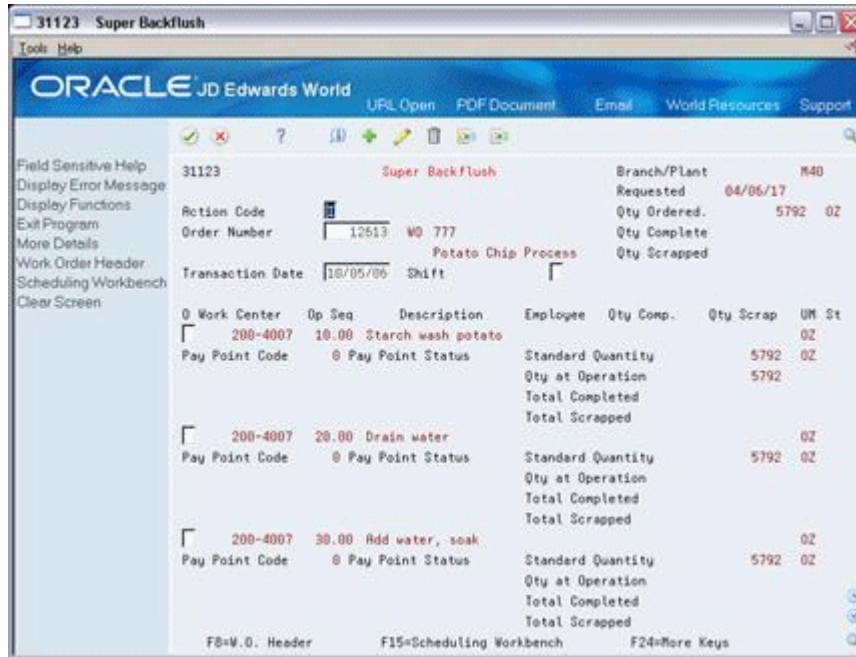 31123 Super Backflush
Tools Help
ORACLE JD Edwards World
URL Open PDF Document Email World Resources Support
Field Sensitive Help
Display Error Message
Display Functions
Exit Program
More Details
Work Order Header
Scheduling Workbench
Clear Screen
31123 Super Backflush Branch/Plant M40
Requested 04/06/17
Action Code I Qty Ordered. 5792 OZ
Order Number 12613 WO 777 Qty Complete
Potato Chip Process Qty Scrapped
Transaction Date 10/05/06 Shift
O Work Center Op Seq Description Employee Qty Comp. Qty Scrap UM St
200-4007 10.00 Starch wash potato OZ
Pay Point Code 0 Pay Point Status Standard Quantity 5792 OZ
Qty at Operation 5792
Total Completed
Total Scrapped
200-4007 20.00 Drain water OZ
Pay Point Code 0 Pay Point Status Standard Quantity 5792 OZ
Qty at Operation
Total Completed
Total Scrapped
200-4007 30.00 Add water, soak OZ
Pay Point Code 0 Pay Point Status Standard Quantity 5792 OZ
Qty at Operation
Total Completed
Total Scrapped
F8=W.O. Header F15=Scheduling Workbench F24=More Keys